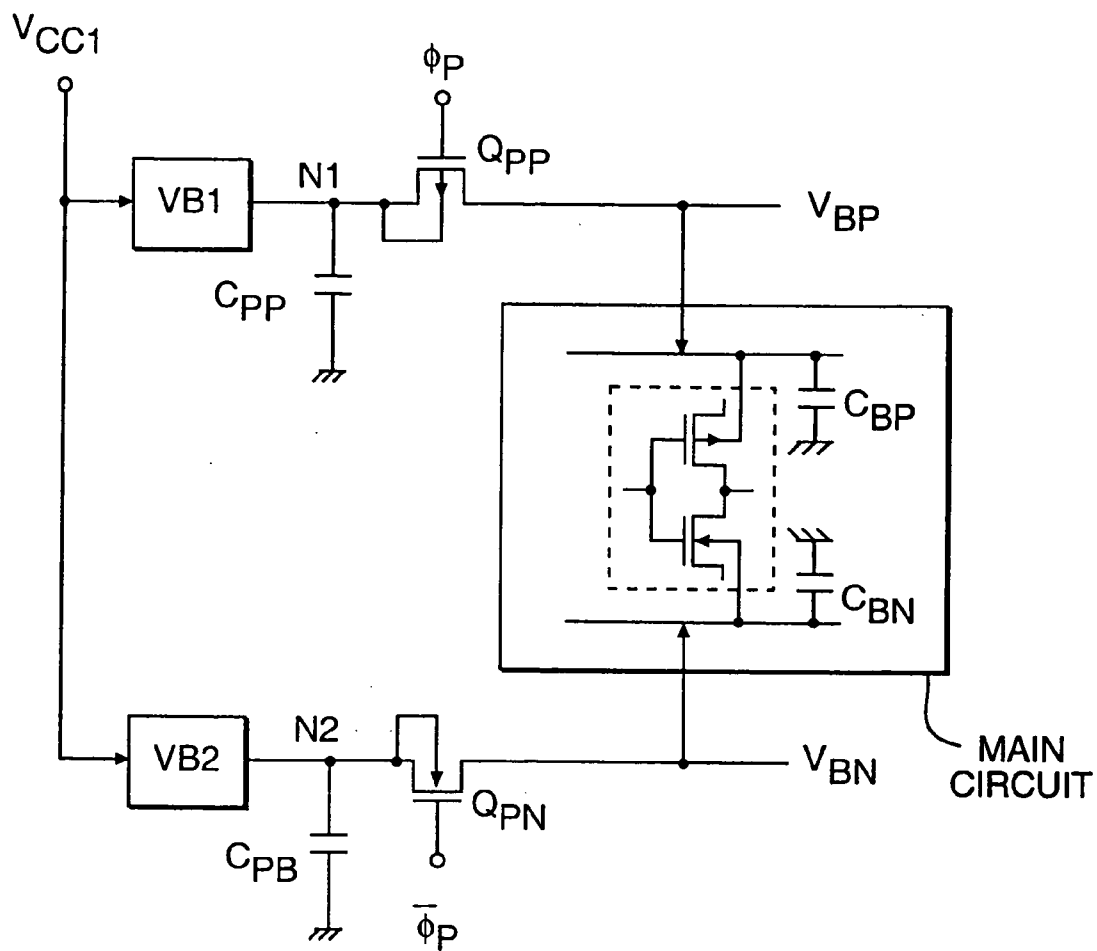 VCC1
ϕP
QPP
N1
VB1
VBP
CPP
CBP
CBN
N2
VB2
VBN
MAIN
CIRCUIT
QPN
CPB
ϕ̅P